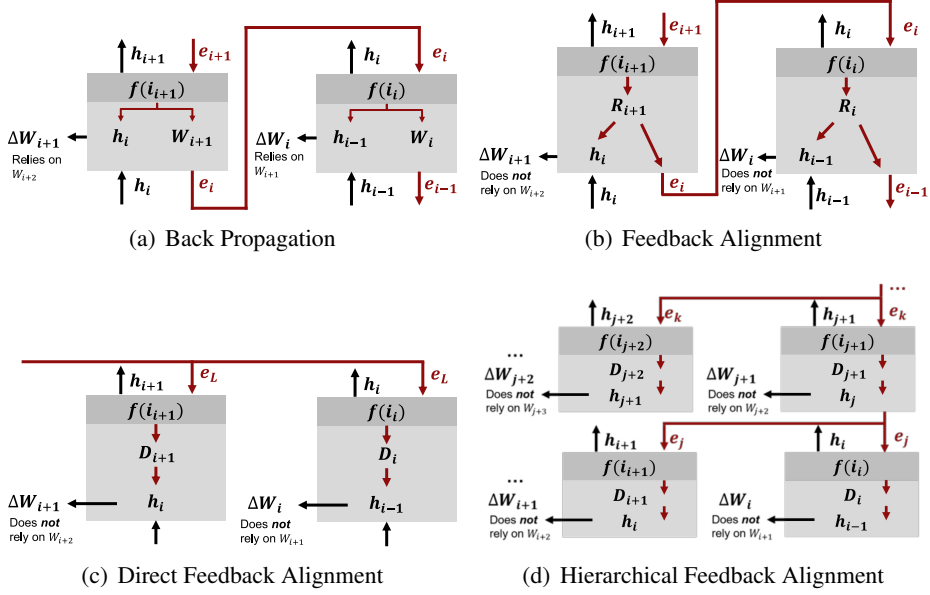 h_{i+1} e_{i+1}
f(i_{i+1})
h_i W_{i+1}
ΔW_{i+1}
Relies on
W_{i+2}
h_i e_i
h_i e_i
f(i_i)
h_{i-1} W_i
ΔW_i
Relies on
W_{i+1}
h_{i-1} e_{i-1}
(a) Back Propagation
h_{i+1} e_{i+1}
f(i_{i+1})
R_{i+1}
h_i
ΔW_{i+1}
Does not
rely on W_{i+2}
h_i e_i
h_i e_i
f(i_i)
R_i
h_{i-1}
ΔW_i
Does not
rely on W_{i+1}
h_{i-1} e_{i-1}
(b) Feedback Alignment
h_{i+1} e_L
f(i_{i+1})
D_{i+1}
h_i
ΔW_{i+1}
Does not
rely on W_{i+2}
h_i e_L
f(i_i)
D_i
h_{i-1}
ΔW_i
Does not
rely on W_{i+1}
(c) Direct Feedback Alignment
...
h_{j+2} e_k
f(i_{j+2})
D_{j+2}
h_{j+1}
...
ΔW_{j+2}
Does not
rely on W_{j+3}
h_{j+1} e_k
f(i_{j+1})
D_{j+1}
h_j
ΔW_{j+1}
Does not
rely on W_{j+2}
h_{i+1} e_j
f(i_{i+1})
D_{i+1}
h_i
...
ΔW_{i+1}
Does not
rely on W_{i+2}
h_i e_j
f(i_i)
D_i
h_{i-1}
ΔW_i
Does not
rely on W_{i+1}
(d) Hierarchical Feedback Alignment